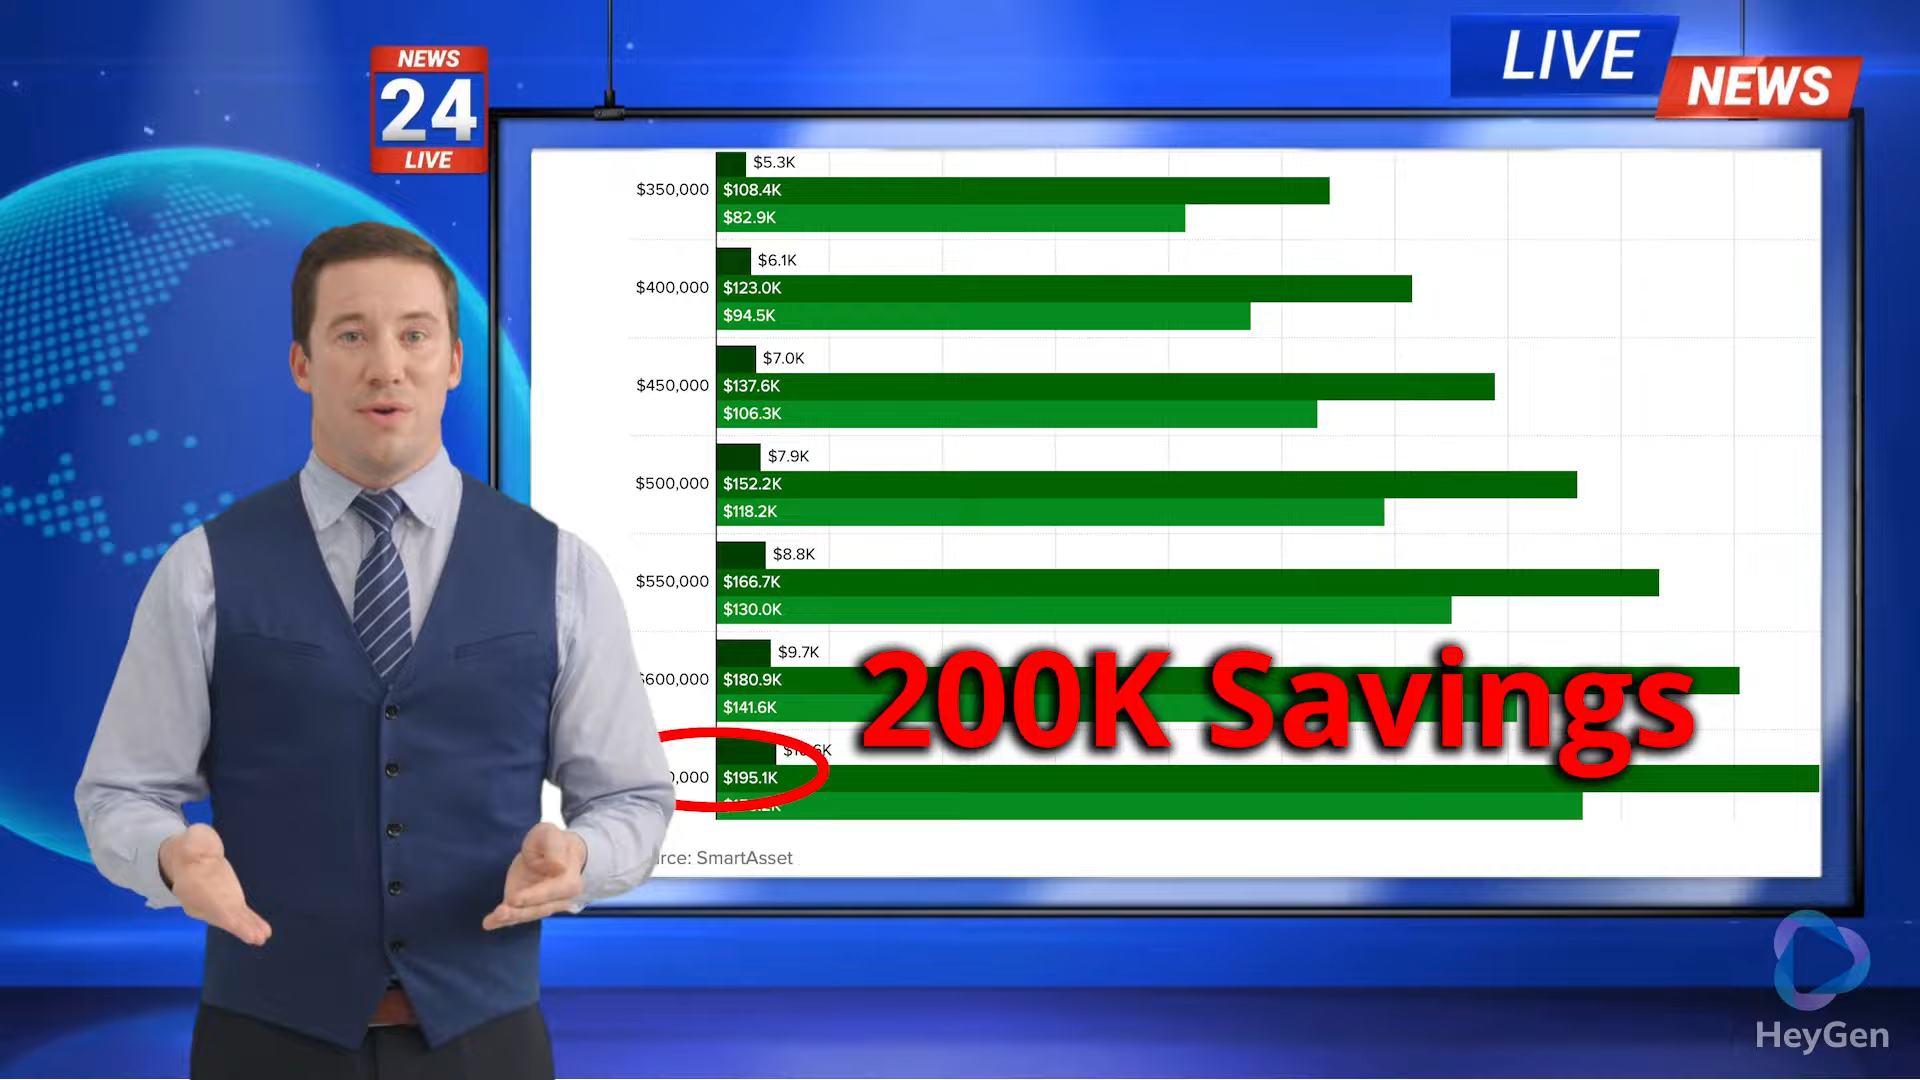 LIVE
NEWS
NEWS
24
LIVE
$5.3K
$350,000
$108.4K
$82.9K
$6.1K
$400,000
$123.0K
$94.5K
$7.0K
$450,000
$137.6K
$106.3K
$7.9K
$500,000
$152.2K
$118.2K
$8.8K
$550,000
$166.7K
$130.0K
$9.7K
$600,000
$180.9K
$141.6K
200K Savings
$195.1K
SmartAsset
HeyGen